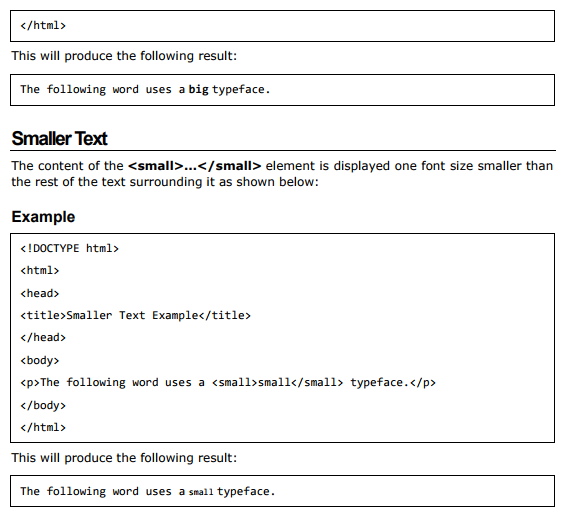 </html>
This will produce the following result:
The following word uses a big typeface.
Smaller Text
The content of the <small>...</small> element is displayed one font size smaller than
the rest of the text surrounding it as shown below:
Example
<!DOCTYPE html>
<html>
<head>
<title>Smaller Text Example</title>
</head>
<body>
<p>The following word uses a <small>small</small> typeface.</p>
</body>
</html>
This will produce the following result:
The following word uses a small typeface.